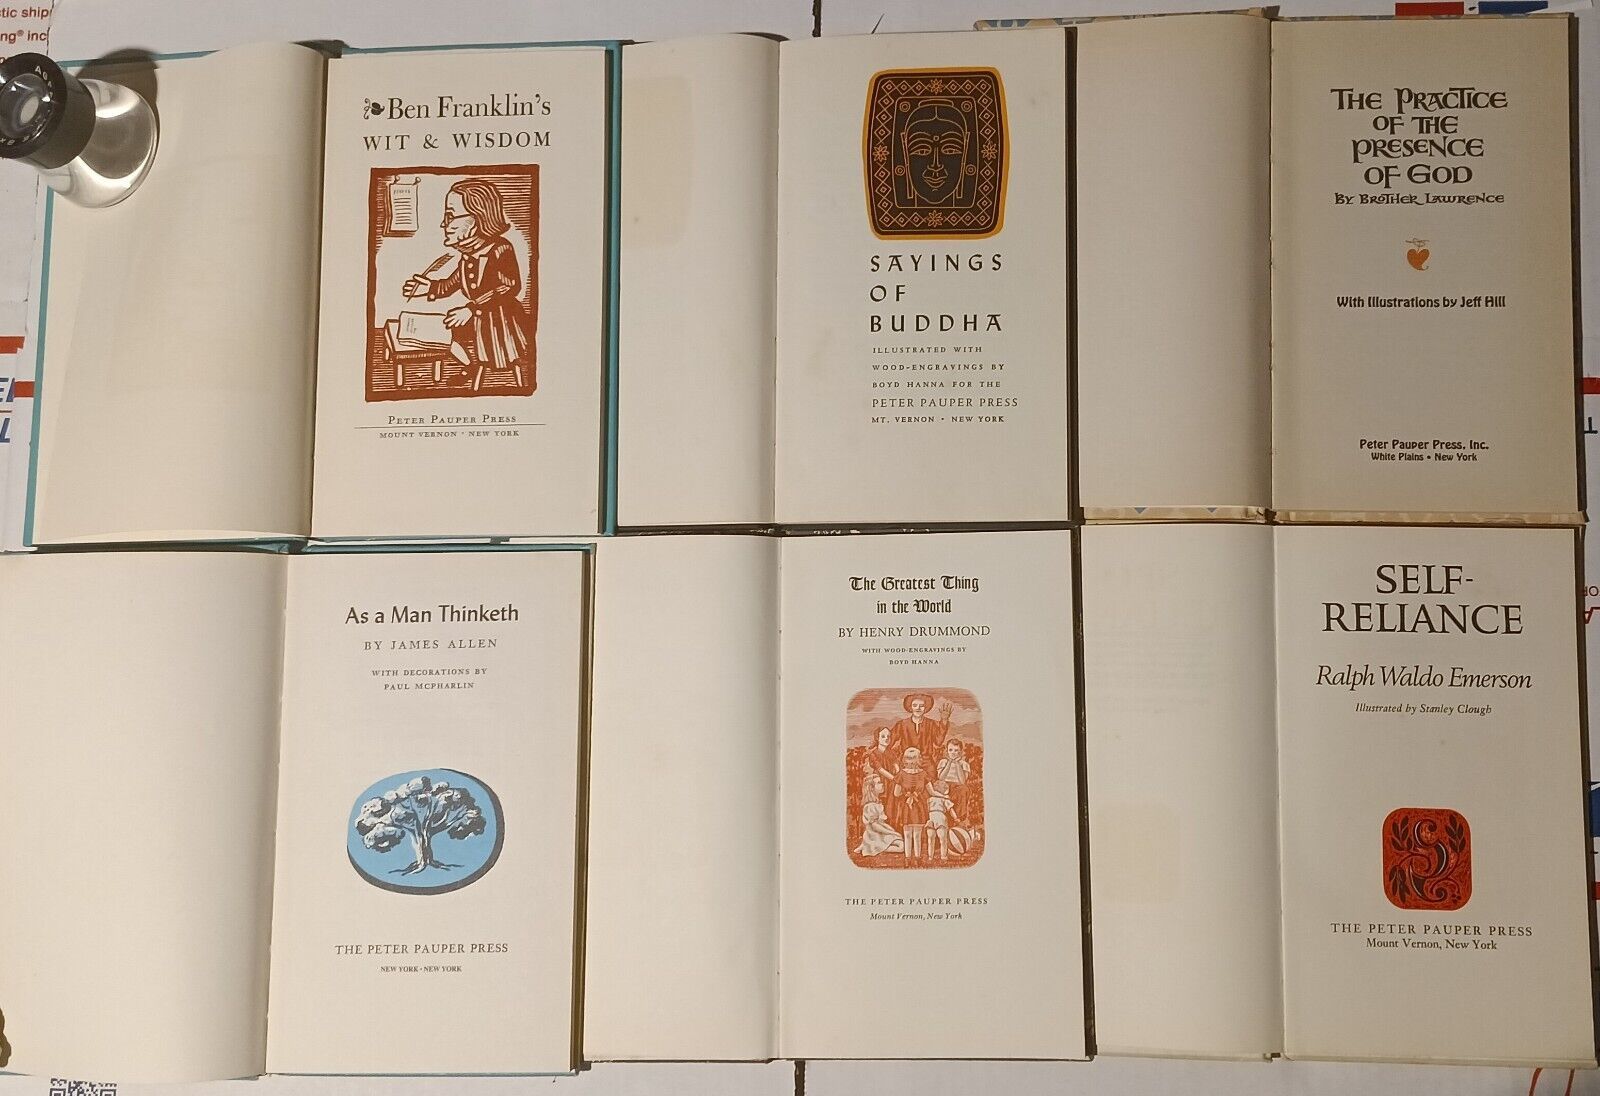 Ben Franklin's
WIT & WISDOM
PETER PAUPER PRESS
MOUNT VERNON • NEW YORK
SAYINGS
OF
BUDDHA
ILLUSTRATED WITH
WOOD-ENGRAVINGS BY
BOYD HANNA FOR THE
PETER PAUPER PRESS
MT. VERNON • NEW YORK
THE PRACTICE
OF THE
PRESENCE
OF GOD
BY BROTHER LAWRENCE
With Illustrations by Jeff Hill
Peter Pauper Press, Inc.
White Plains • New York
As a Man Thinketh
BY JAMES ALLEN
WITH DECORATIONS BY
PAUL MCPHARLIN
THE PETER PAUPER PRESS
NEW YORK • NEW YORK
The Greatest Thing
in the World
BY HENRY DRUMMOND
WITH WOOD-ENGRAVINGS BY
BOYD HANNA
THE PETER PAUPER PRESS
Mount Vernon, New York
SELF-
RELIANCE
Ralph Waldo Emerson
Illustrated by Stanley Clough
THE PETER PAUPER PRESS
Mount Vernon, New York